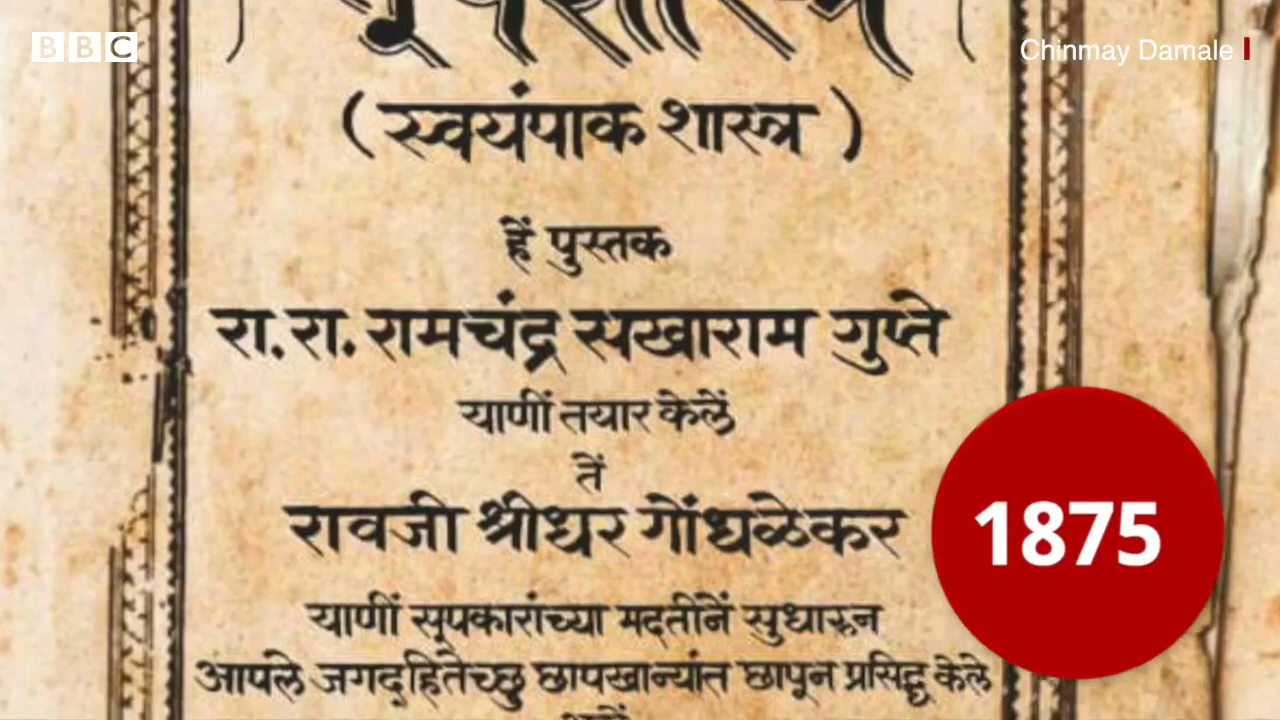 BBC
Chinmay Damale
(स्वयंपाक शास्त्र)
हें पुस्तक
रा. रा. रामचंद्र सखाराम गुप्ते
याणीं तयार केलें
तें
रावजी श्रीधर गोंधळेकर
1875
याणीं सूपकारांच्या मदतीनें सुधारून
आपले जगद्हितेच्छु छापखान्यांत छापून प्रसिद्ध केले